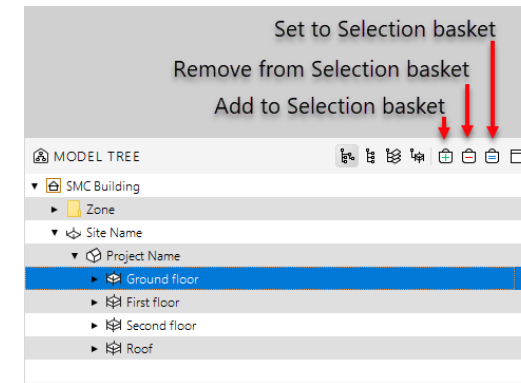 Set to Selection basket
Remove from Selection basket
Add to Selection basket
MODEL TREE
SMC Building
Zone
Site Name
Project Name
Ground floor
First floor
Second floor
Roof